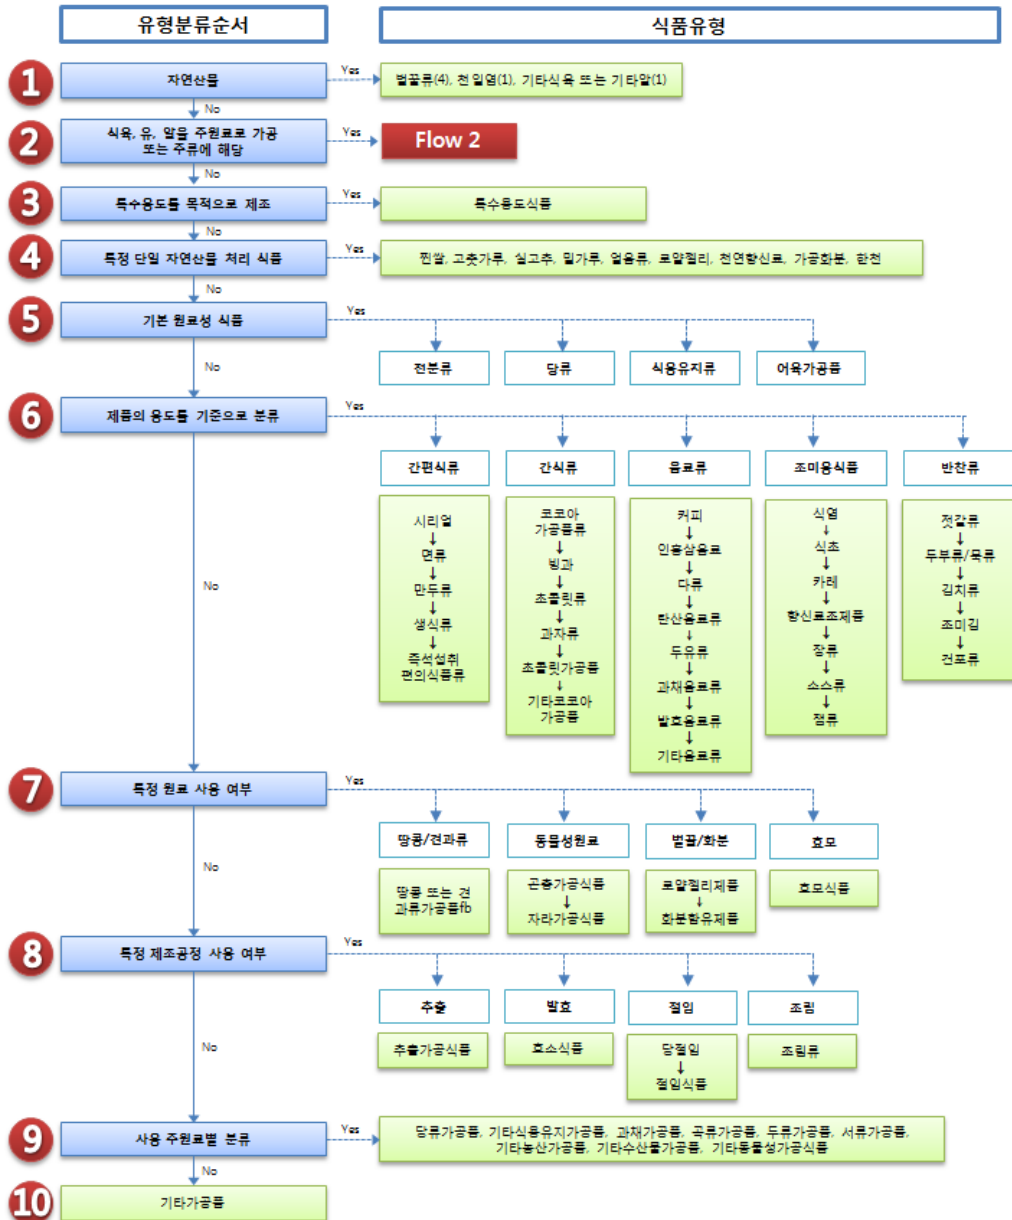 유형분류순서
식품유형
1
자연산물
Yes
벌꿀류(4), 천일염(1), 기타식육 또는 기타알(1)
No
2
식육, 유, 알을 주원료로 가공
또는 주류에 해당
Yes
Flow 2
No
3
특수용도를 목적으로 제조
Yes
특수용도식품
No
4
특정 단일 자연산물 처리 식품
Yes
찐쌀, 고춧가루, 실고추, 밀가루, 얼음류, 로얄젤리, 천연향신료, 가공화분, 한천
No
5
기본 원료성 식품
Yes
전분류
당류
식용유지류
어육가공품
No
6
제품의 용도를 기준으로 분류
Yes
간편식류
간식류
음료류
조미용식품
반찬류
시리얼
↓
면류
↓
만두류
↓
생식류
↓
즉석섭취
편의식품류
코코아
가공품류
↓
빙과
↓
초콜릿류
↓
과자류
↓
초콜릿가공품
↓
기타코코아
가공품
커피
↓
인홍삼음료
↓
다류
↓
탄산음료류
↓
두유류
↓
과채음료류
↓
발효음료류
↓
기타음료류
식염
↓
식초
↓
카레
↓
향신료조제품
↓
장류
↓
소스류
↓
잼류
젓갈류
↓
두부류/묵류
↓
김치류
↓
조미김
↓
건포류
No
7
특정 원료 사용 여부
Yes
땅콩/견과류
동물성원료
벌꿀/화분
효모
땅콩 또는 견
과류가공품fb
곤충가공식품
↓
자라가공식품
로얄젤리제품
↓
화분함유제품
효모식품
No
8
특정 제조공정 사용 여부
Yes
추출
발효
절임
조림
추출가공식품
효소식품
당절임
↓
절임식품
조림류
No
9
사용 주원료별 분류
Yes
당류가공품, 기타식용유지가공품, 과채가공품, 곡류가공품, 두류가공품, 서류가공품,
기타농산가공품, 기타수산물가공품, 기타동물성가공식품
No
10
기타가공품